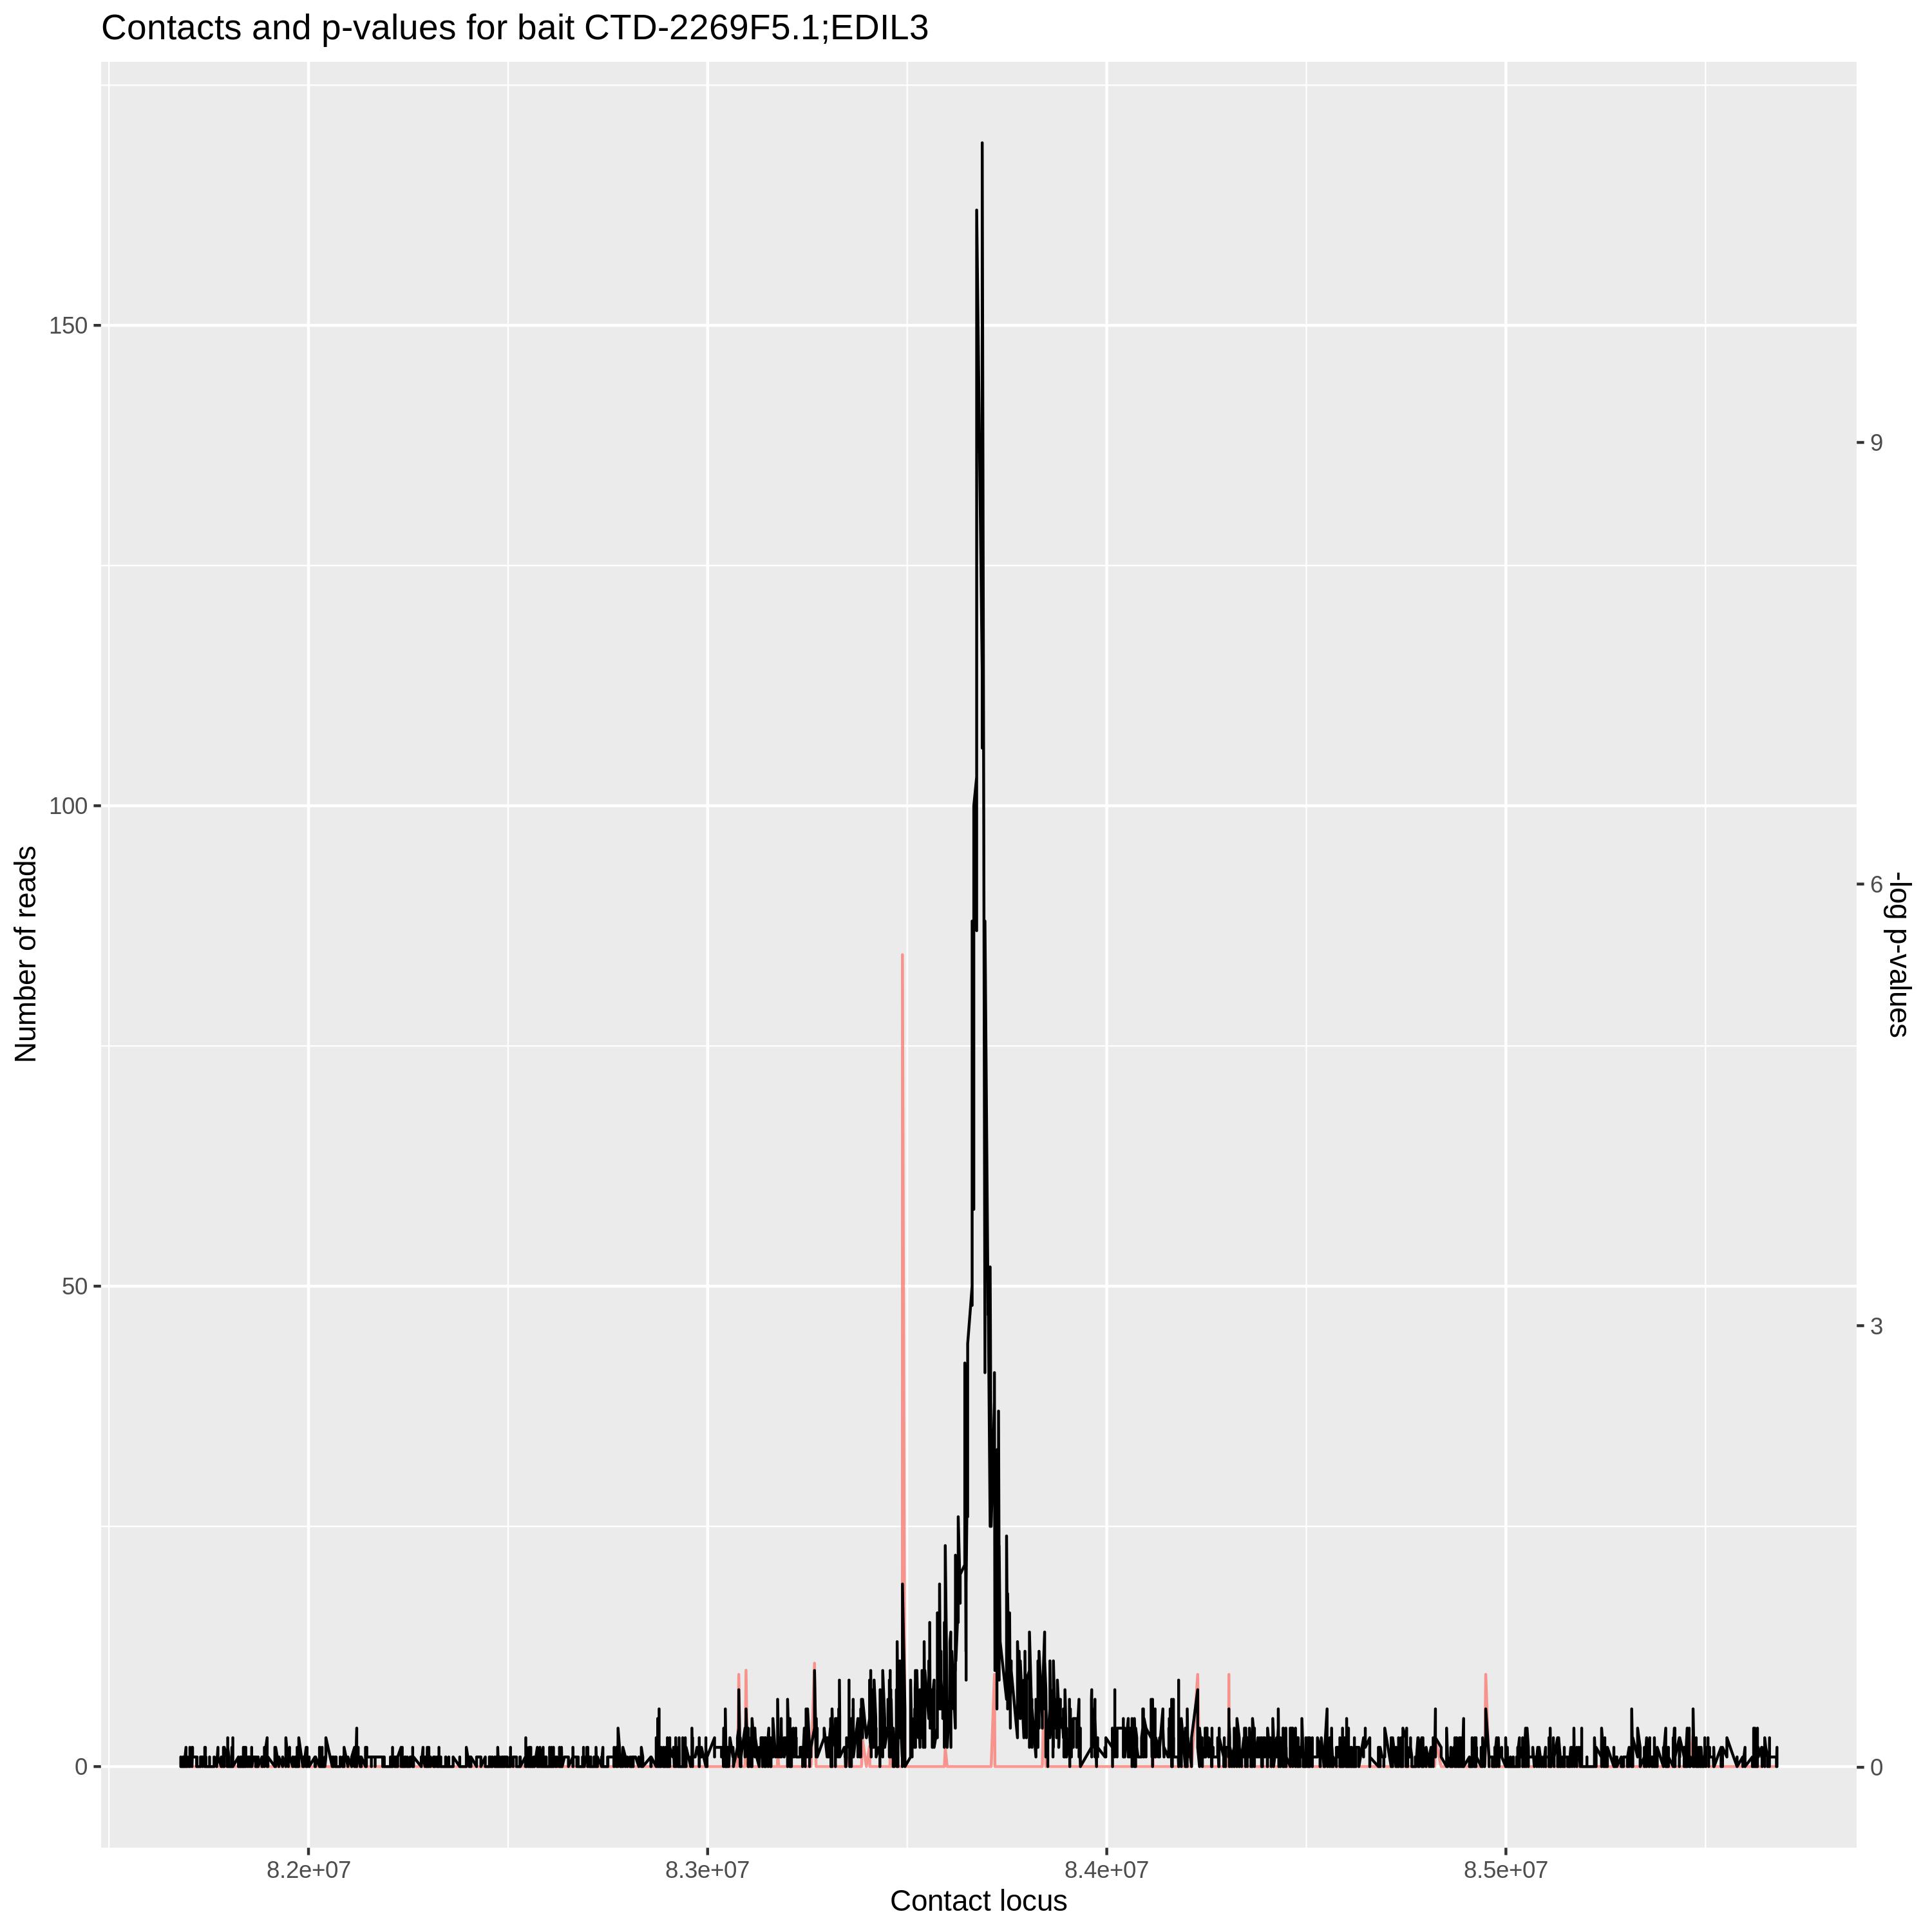 Contacts and p-values for bait CTD-2269F5.1;EDIL3
150
100
50
0
Number of reads
9
6
3
0
-log p-values
8.2e+07
8.3e+07
8.4e+07
8.5e+07
Contact locus